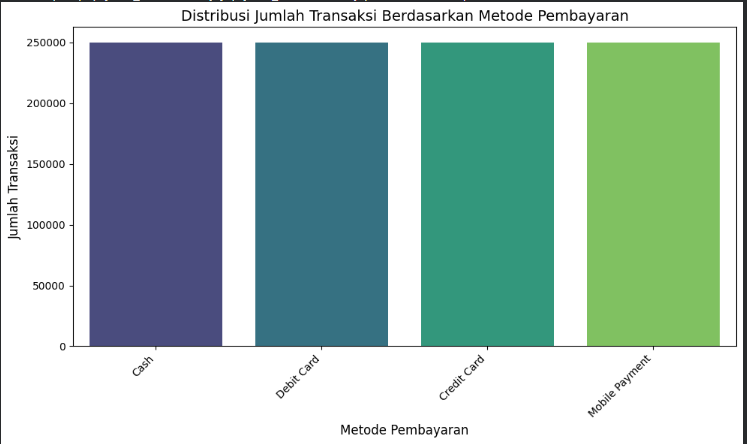 Distribusi Jumlah Transaksi Berdasarkan Metode Pembayaran
250000
200000
150000
100000
50000
0
Jumlah Transaksi
Cash
Debit Card
Credit Card
Mobile Payment
Metode Pembayaran